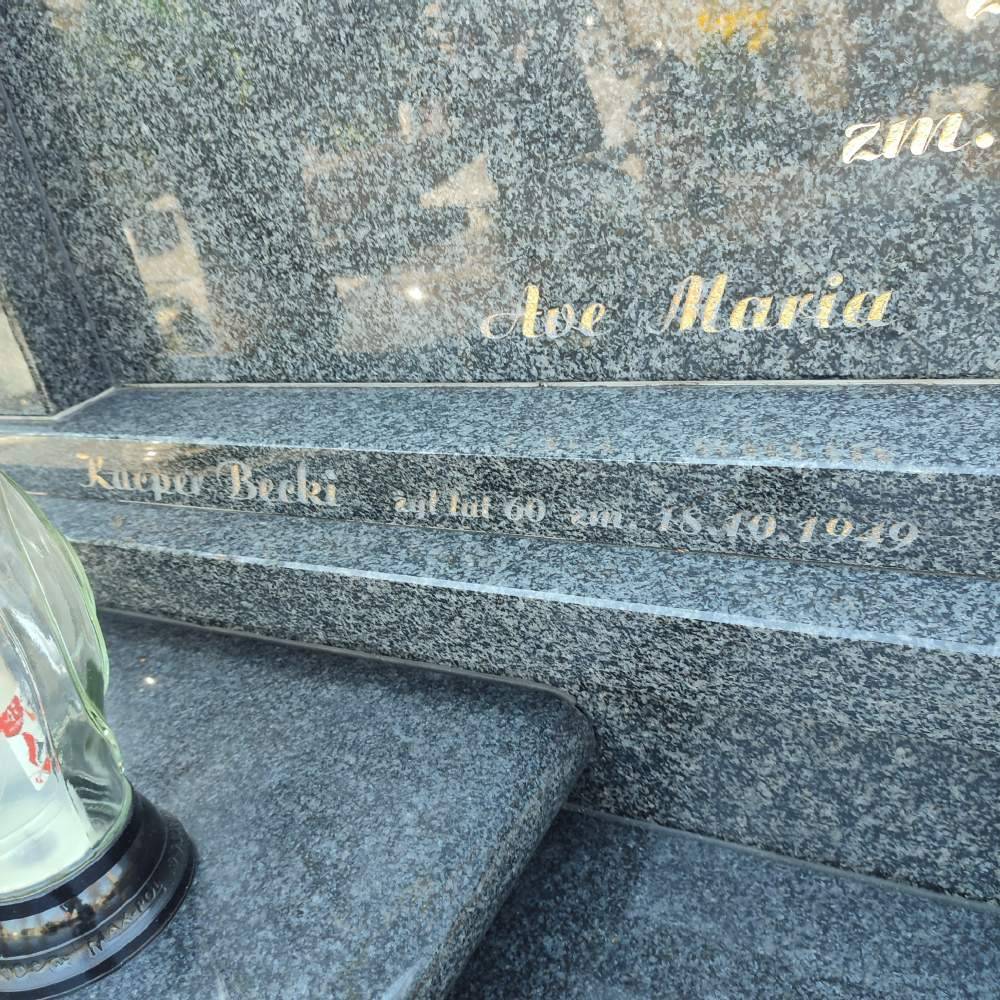 zm.
Ave Maria
Kacper Becki żył lat 60 zm. 18.10.1949